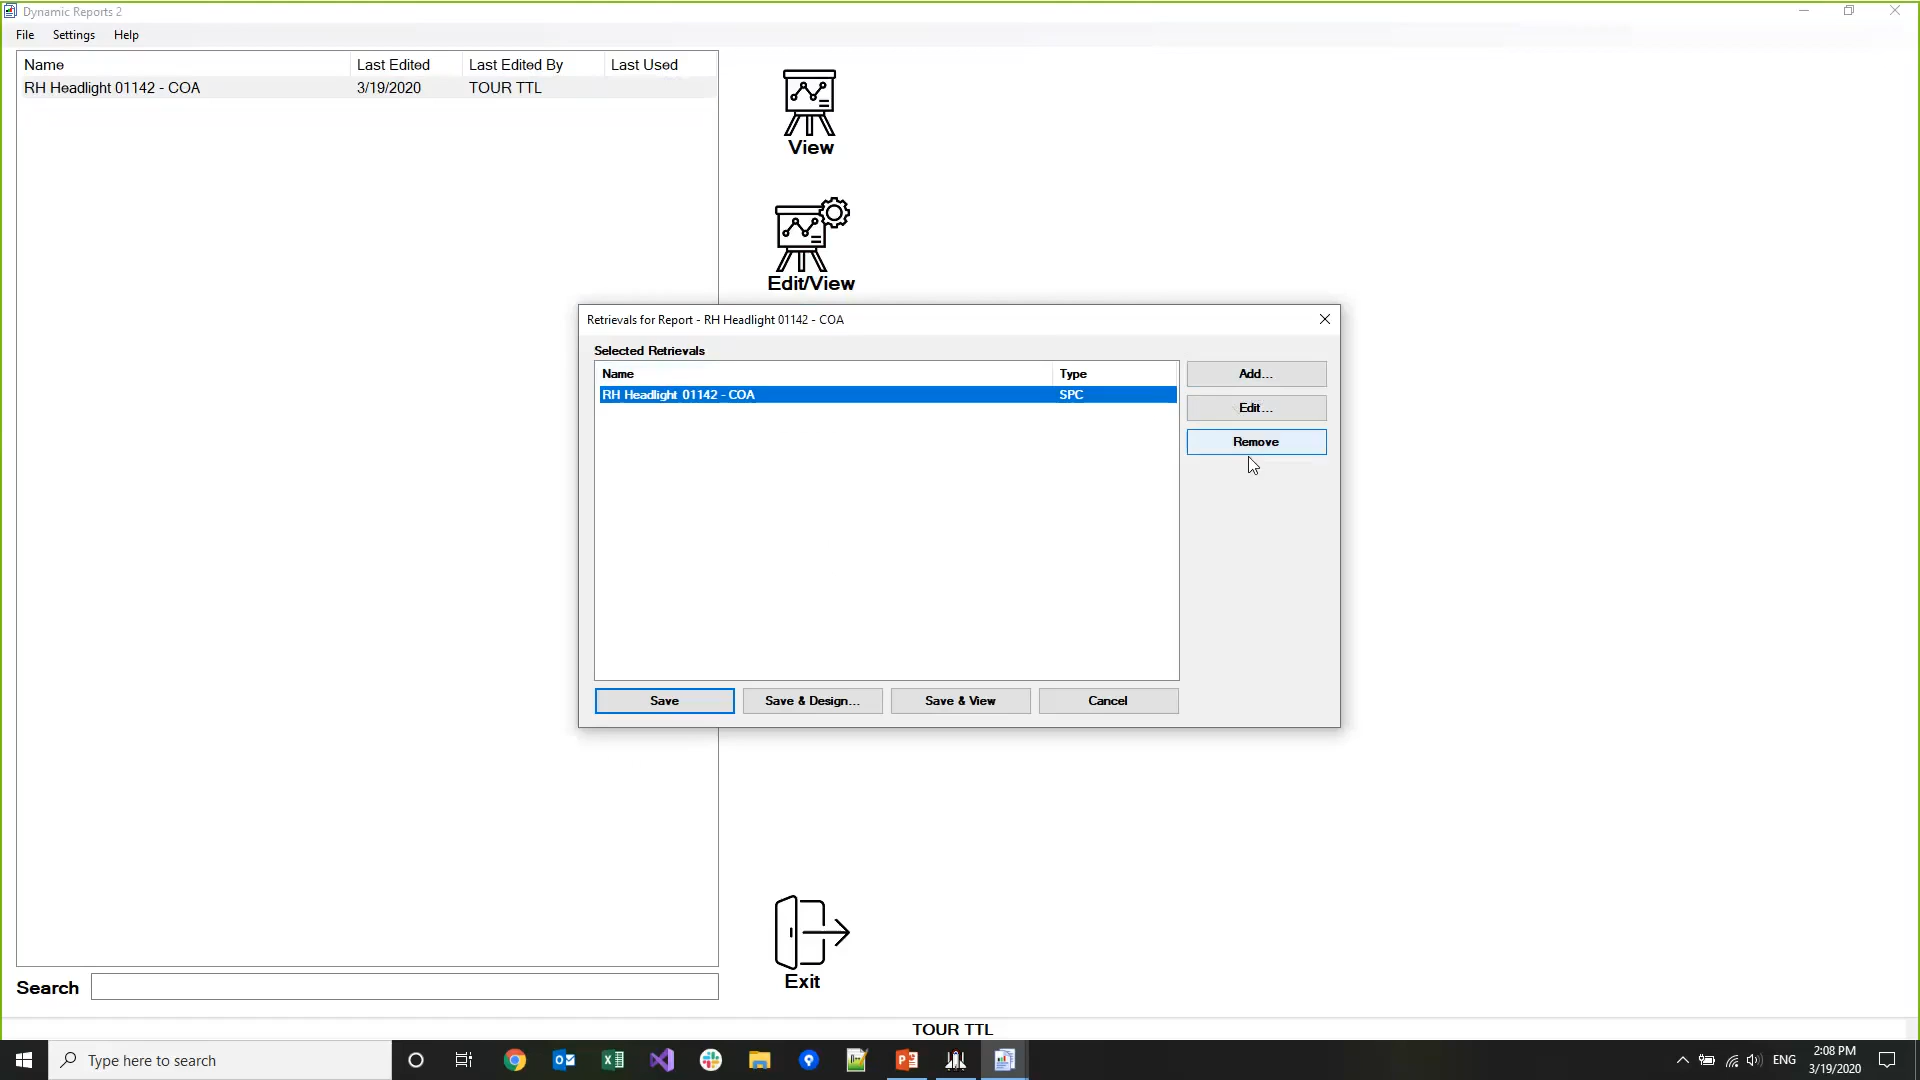 Dynamic Reports 2
File Settings Help
Name Last Edited Last Edited By Last Used
RH Headlight 01142 - COA 3/19/2020 TOUR TTL
View
Edit/View
Retrievals for Report - RH Headlight 01142 - COA
Selected Retrievals
Name Type
RH Headlight 01142 - COA SPC
Add...
Edit...
Remove
Save Save & Design... Save & View Cancel
Exit
Search
TOUR TTL
Type here to search
ENG
2:08 PM
3/19/2020